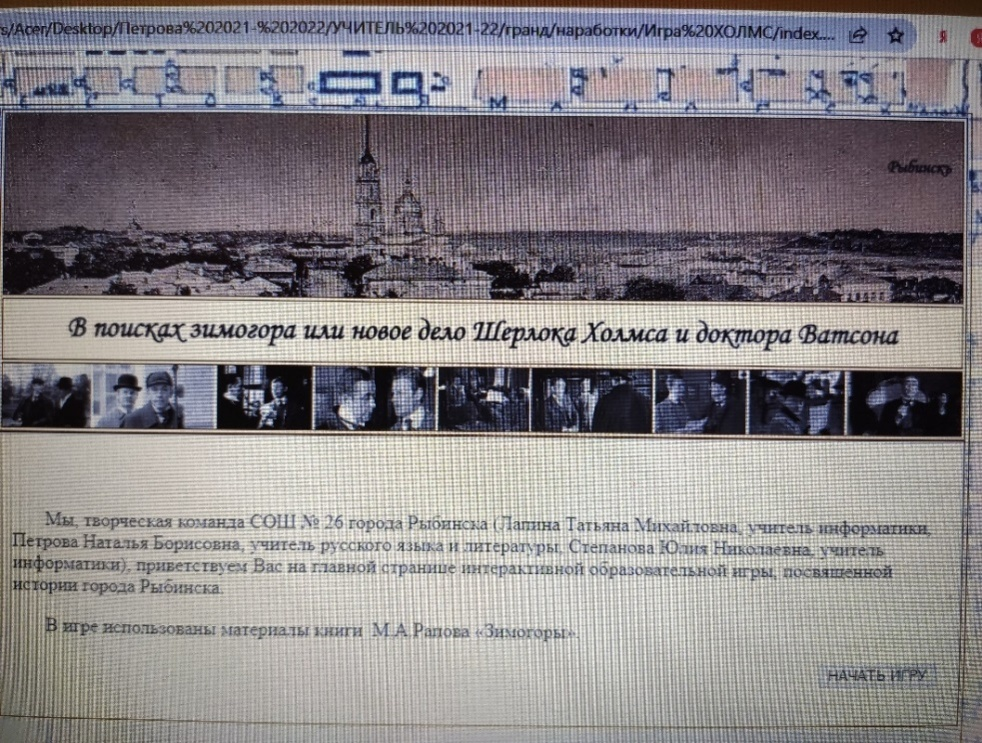 s/Acer/Desktop/Петрова%202021-%202022/УЧИТЕЛЬ%202021-22/гранд/наработки/Игра%20ХОЛМС/index....
Рыбинскъ
В поисках зимогора или новое дело Шерлока Холмса и доктора Ватсона
Мы, творческая команда СОШ № 26 города Рыбинска (Лапина Татьяна Михайловна, учитель информатики,
Петрова Наталья Борисовна, учитель русского языка и литературы, Степанова Юлия Николаевна, учитель
информатики), приветствуем Вас на главной странице интерактивной образовательной игры, посвященной
истории города Рыбинска.
В игре использованы материалы книги М.А.Рапова «Зимогоры».
НАЧАТЬ ИГРУ